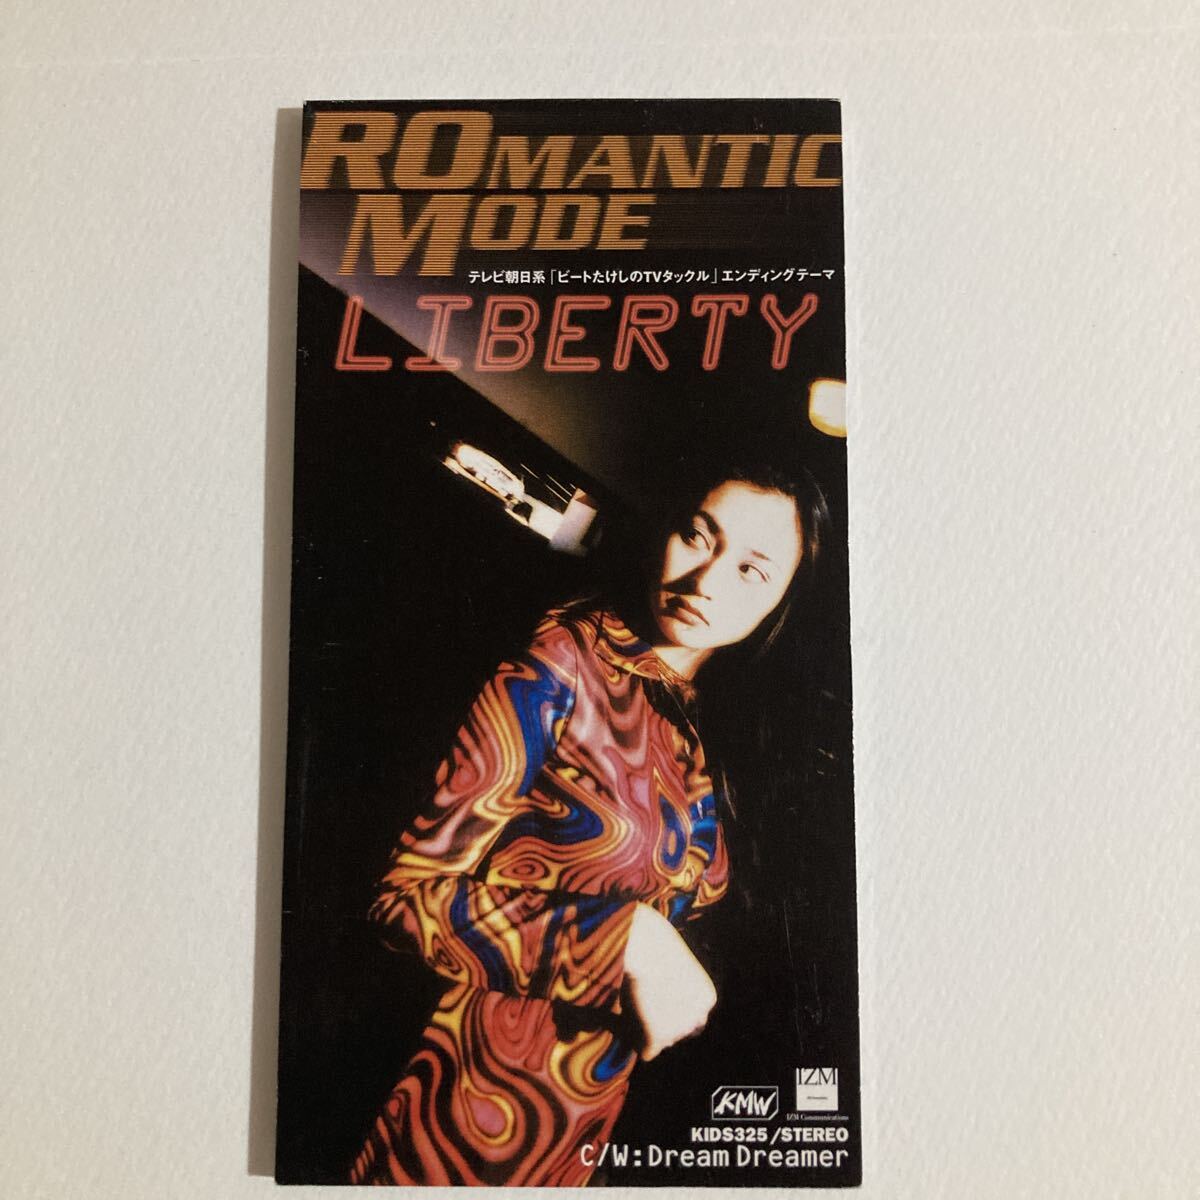 ROMANTIC
MODE
テレビ朝日系「ビートたけしのTVタックル」エンディングテーマ
LIBERTY
KMW
IZM
IZM Communications
KIDS325/STEREO
C/W:Dream Dreamer